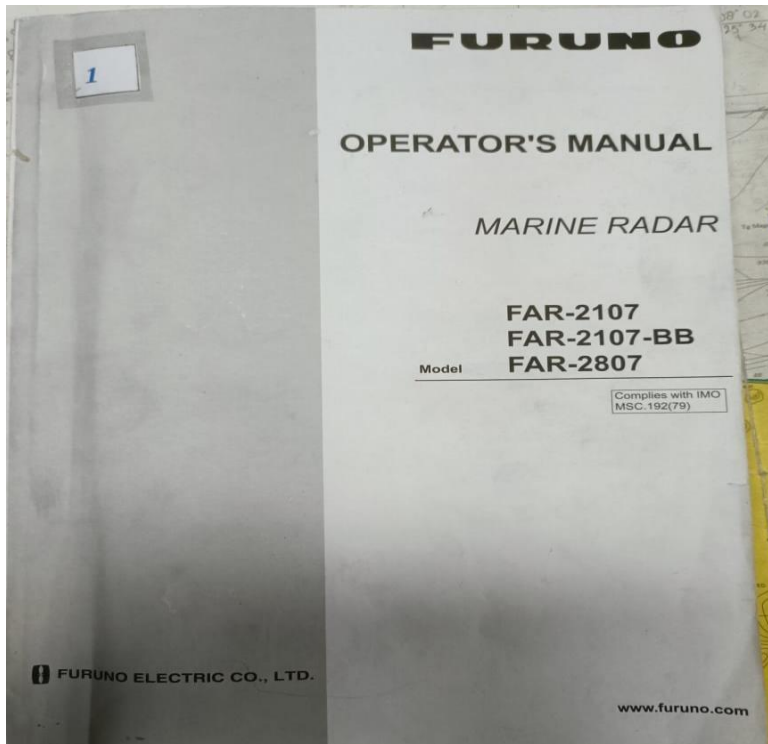 1
FURUNO
OPERATOR'S MANUAL
MARINE RADAR
FAR-2107
FAR-2107-BB
Model FAR-2807
Complies with IMO
MSC.192(79)
FURUNO ELECTRIC CO., LTD.
www.furuno.com